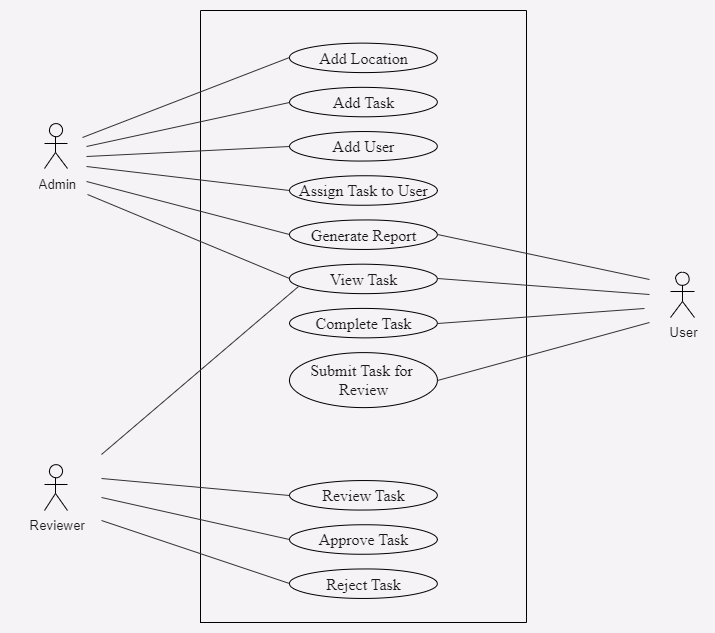 Add Location
Add Task
Add User
Admin
Assign Task to User
Generate Report
View Task
Complete Task
User
Submit Task for
Review
Review Task
Reviewer
Approve Task
Reject Task